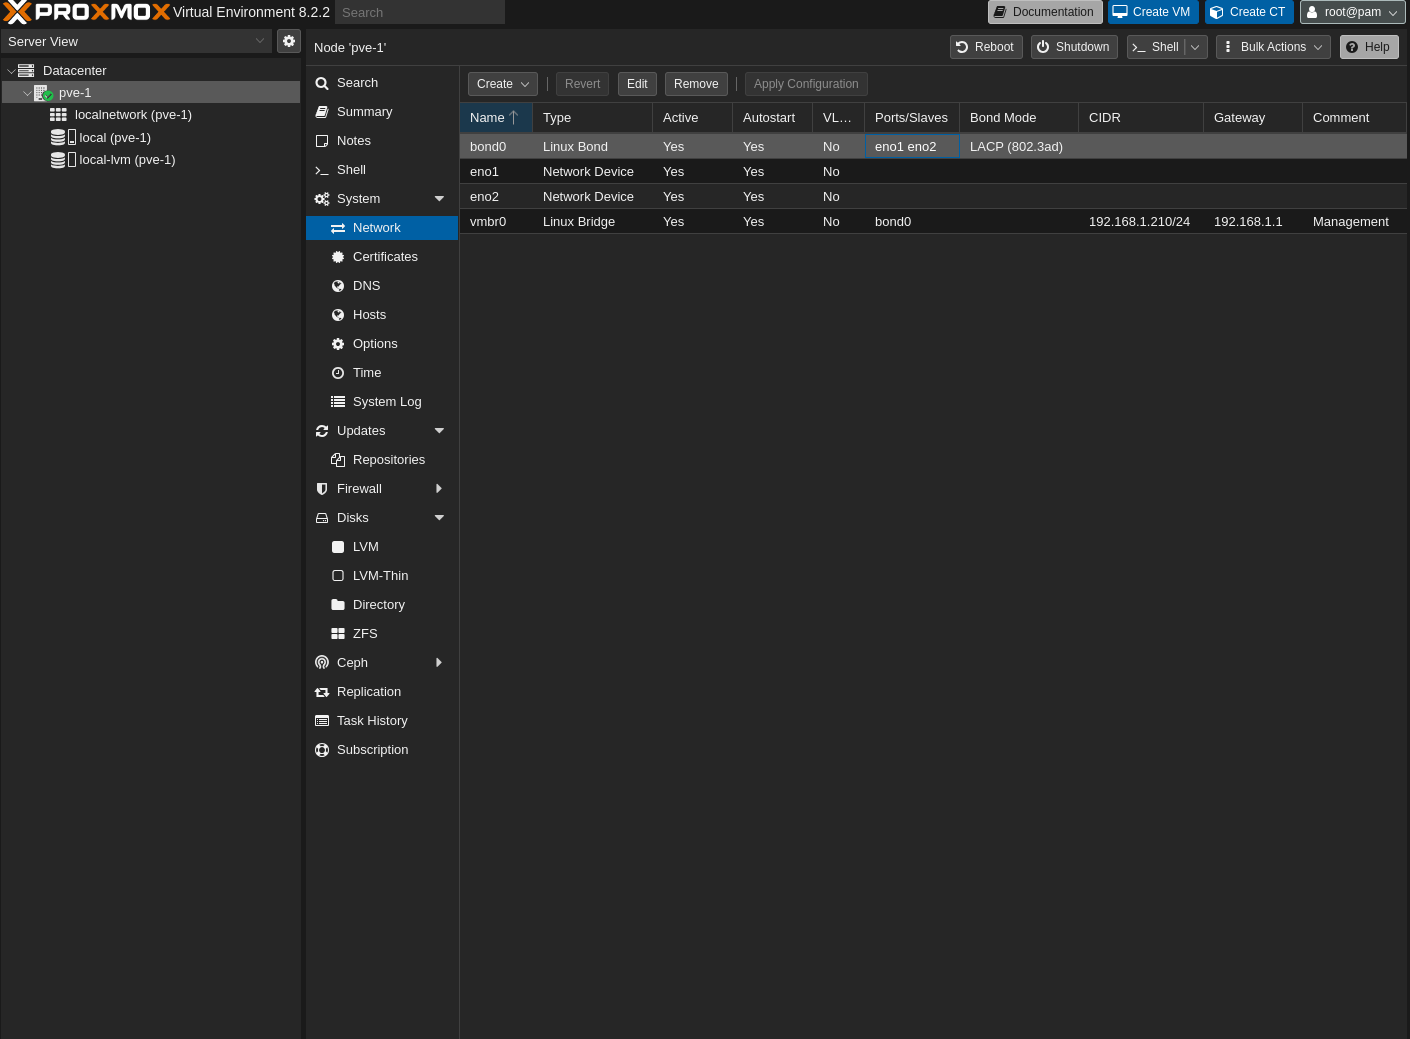 PROXMOX Virtual Environment 8.2.2 Search Documentation Create VM Create CT root@pam
Server View
Datacenter
pve-1
localnetwork (pve-1)
local (pve-1)
local-lvm (pve-1)
Node 'pve-1' Reboot Shutdown Shell Bulk Actions Help
Search
Summary
Notes
Shell
System
Network
Certificates
DNS
Hosts
Options
Time
System Log
Updates
Repositories
Firewall
Disks
LVM
LVM-Thin
Directory
ZFS
Ceph
Replication
Task History
Subscription
Create Revert Edit Remove Apply Configuration
Name Type Active Autostart VL... Ports/Slaves Bond Mode CIDR Gateway Comment
bond0 Linux Bond Yes Yes No eno1 eno2 LACP (802.3ad)
eno1 Network Device Yes Yes No
eno2 Network Device Yes Yes No
vmbr0 Linux Bridge Yes Yes No bond0 192.168.1.210/24 192.168.1.1 Management